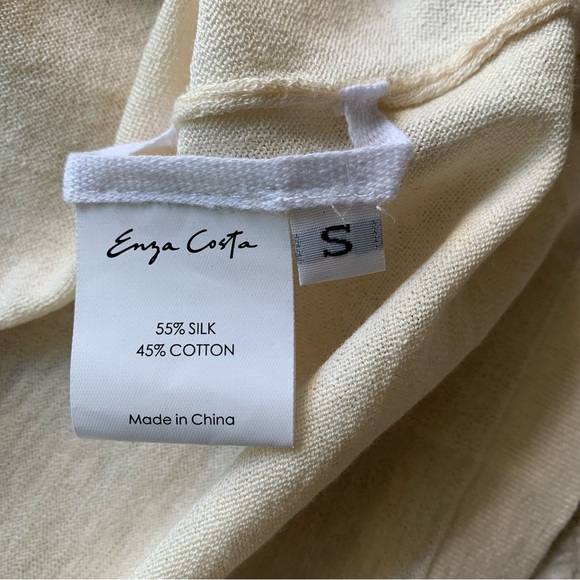 Enza Costa
S
55% SILK
45% COTTON
Made in China